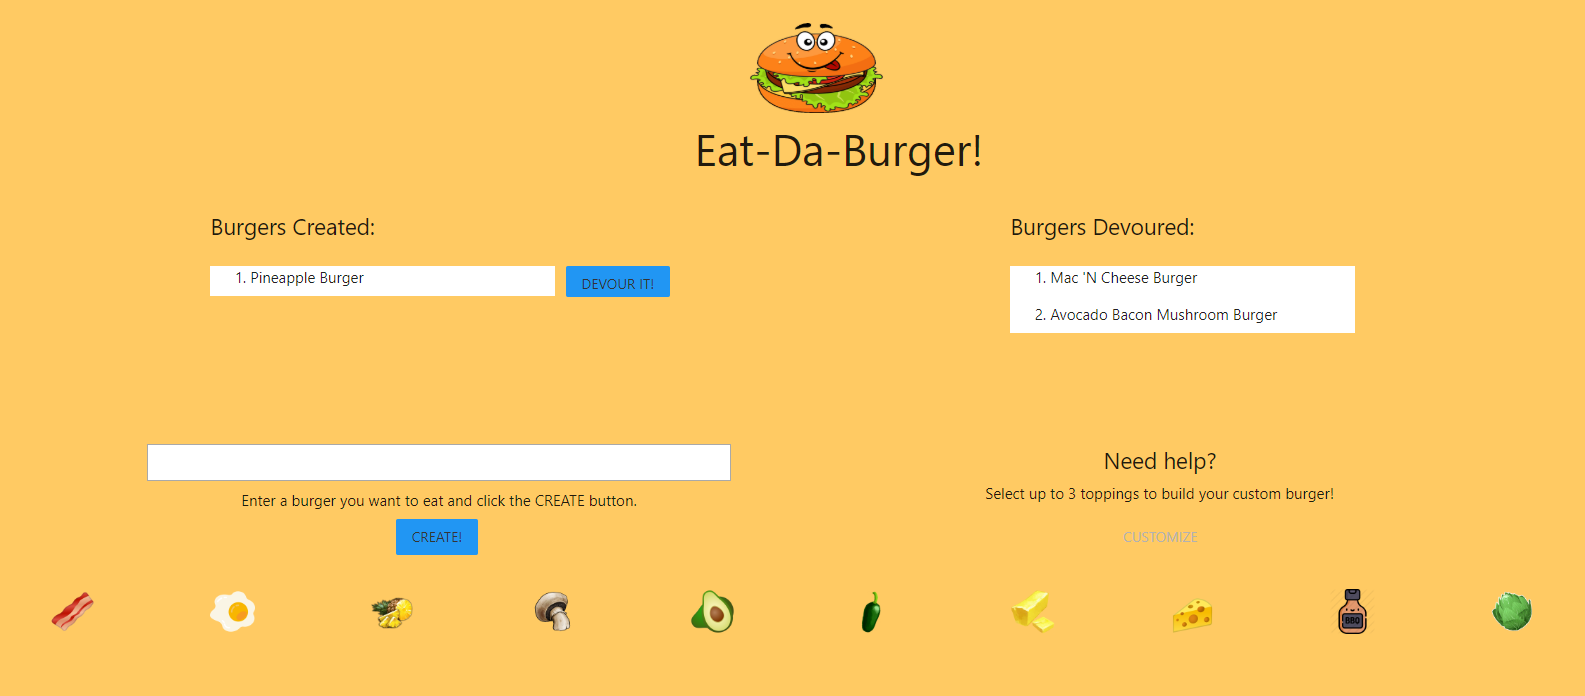 Eat-Da-Burger!
Burgers Created:
1. Pineapple Burger
DEVOUR IT!
Burgers Devoured:
1. Mac 'N Cheese Burger
2. Avocado Bacon Mushroom Burger
Enter a burger you want to eat and click the CREATE button.
CREATE!
Need help?
Select up to 3 toppings to build your custom burger!
CUSTOMIZE
BBQ